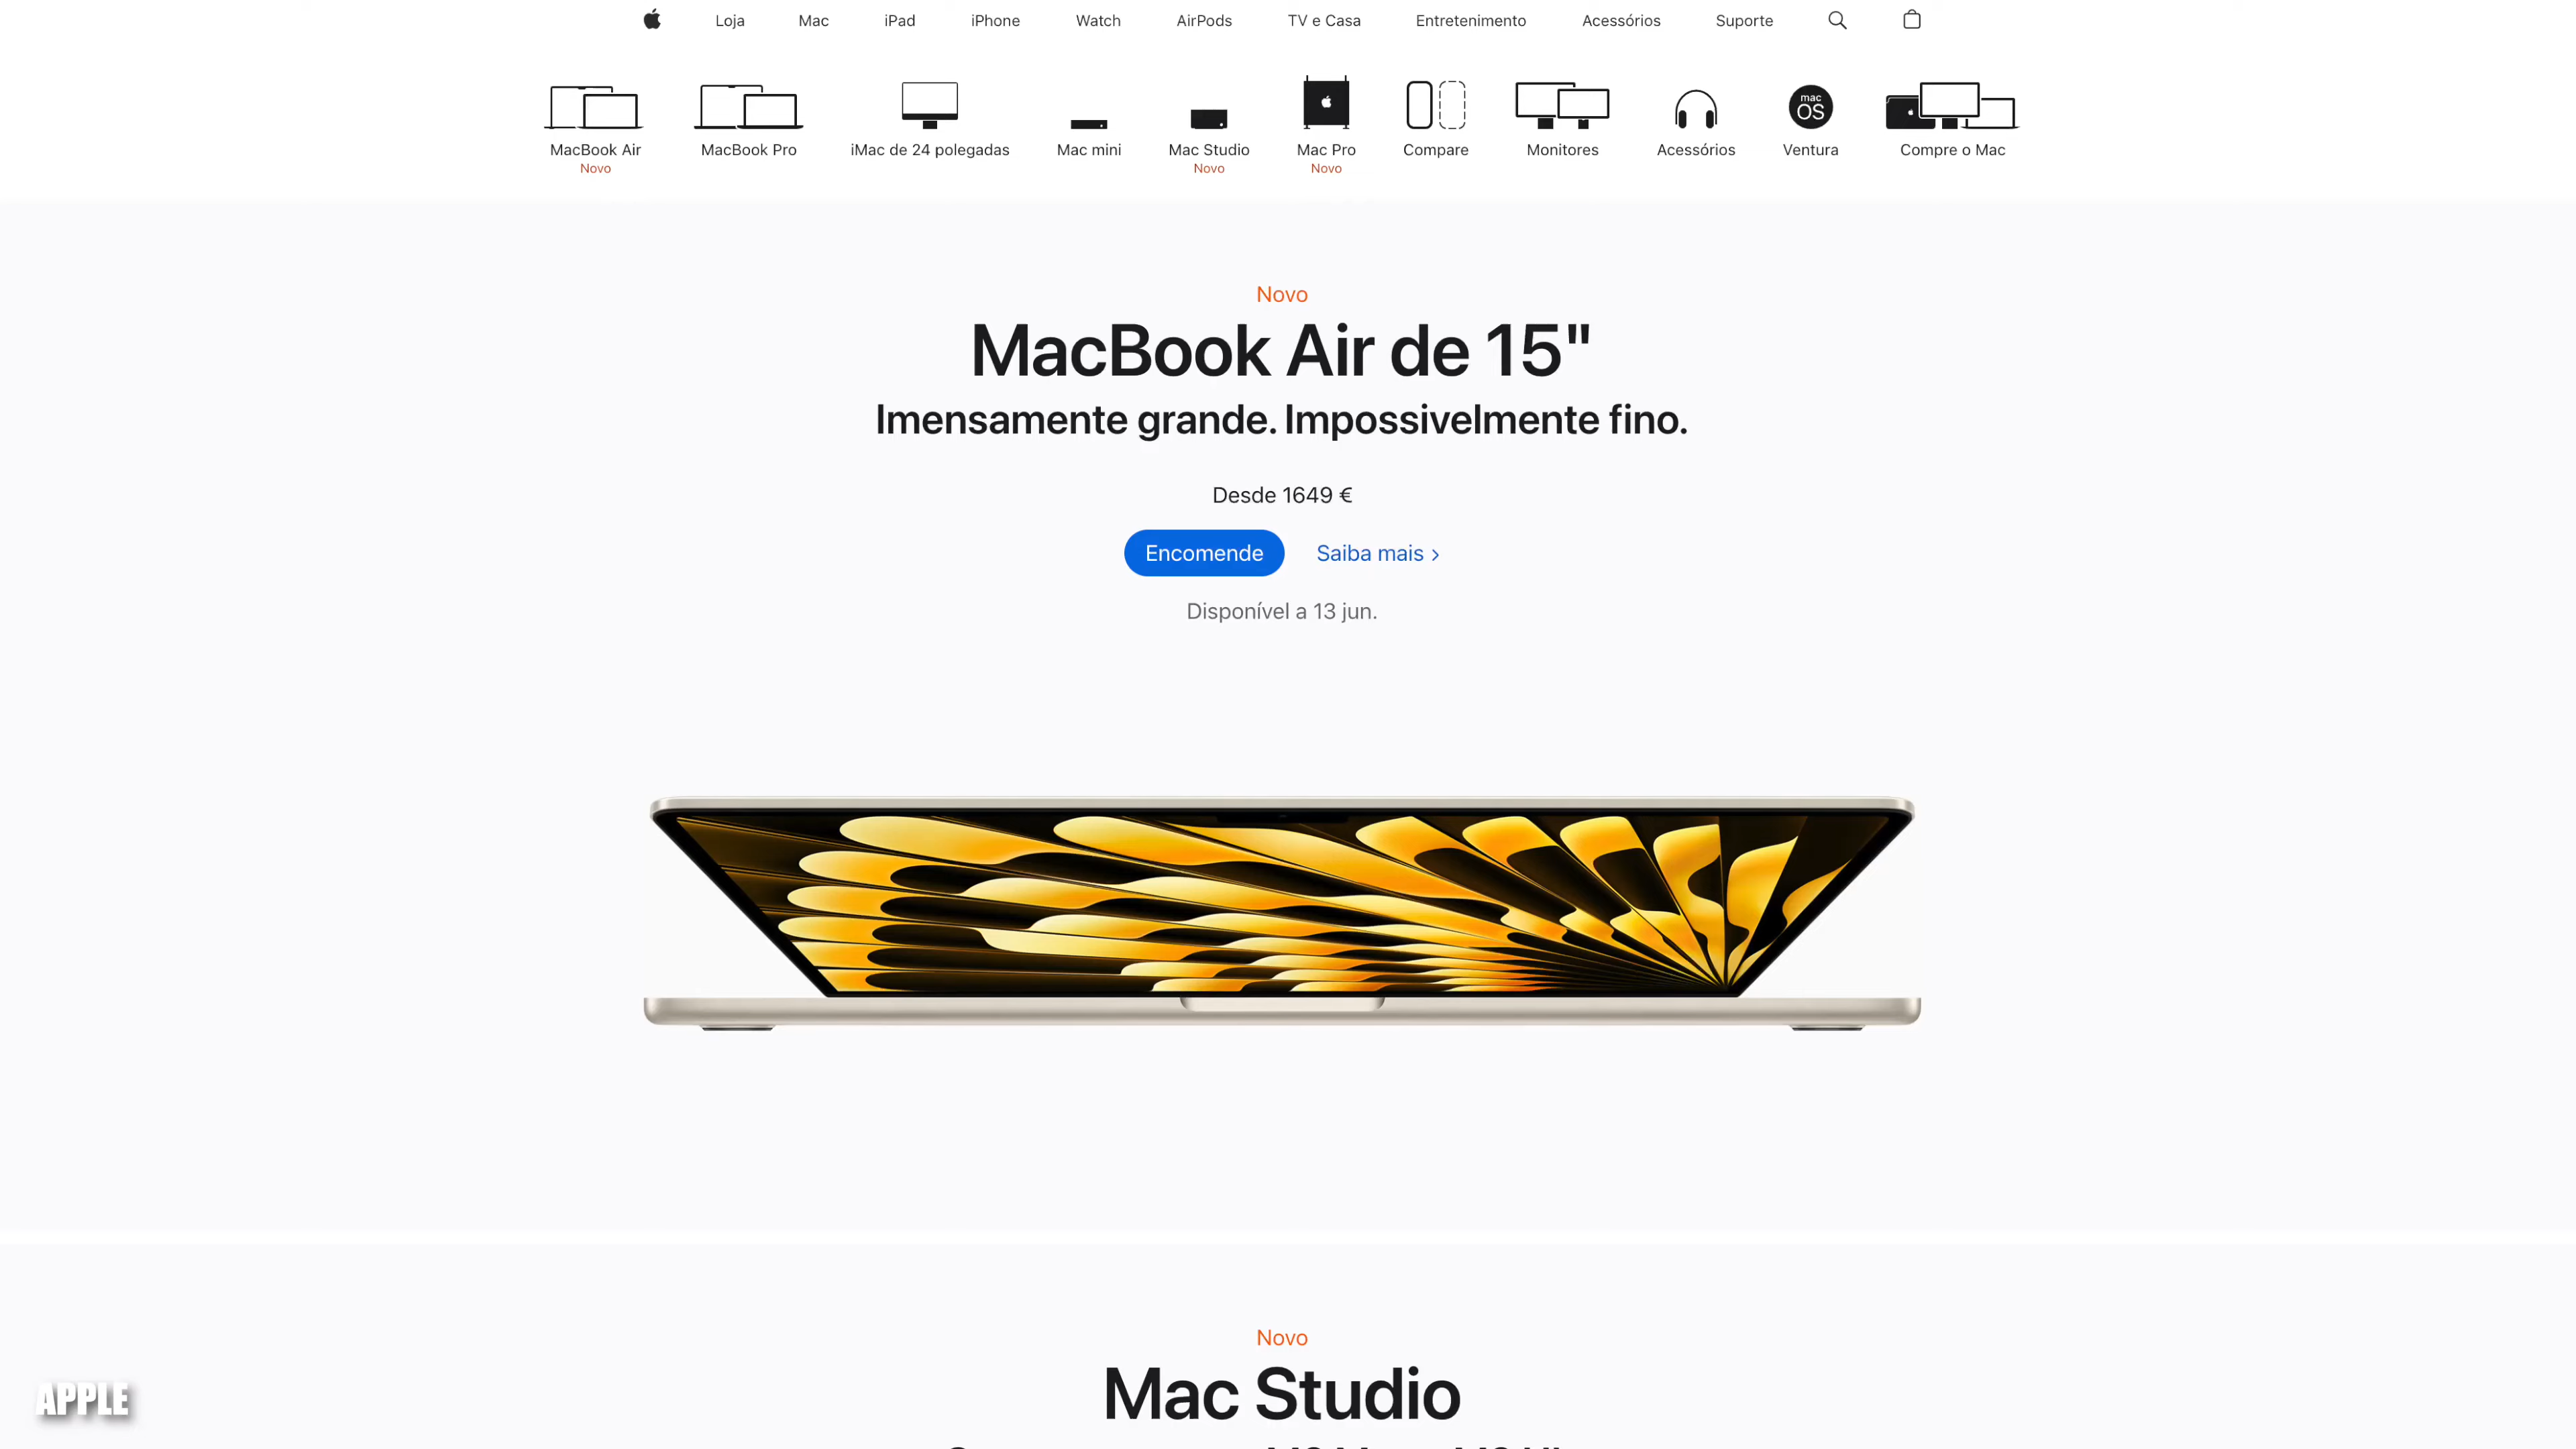 Loja Mac iPad iPhone Watch AirPods TV e Casa Entretenimento Acessórios Suporte
MacBook Air MacBook Pro iMac de 24 polegadas Mac mini Mac Studio Mac Pro Compare Monitores Acessórios macOS Ventura Compre o Mac
Novo Novo Novo
Novo
MacBook Air de 15"
Imensamente grande. Impossivelmente fino.
Desde 1649 €
Encomende Saiba mais >
Disponível a 13 jun.
Novo
Mac Studio
APPLE